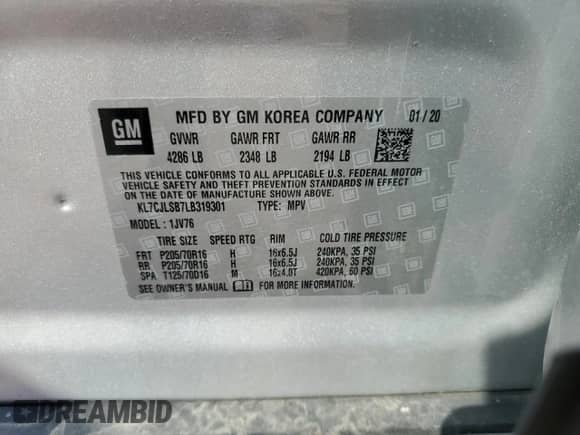 GM
MFD BY GM KOREA COMPANY 01/20
GVWR GAWR FRT GAWR RR
4286 LB 2348 LB 2194 LB
THIS VEHICLE CONFORMS TO ALL APPLICABLE U.S. FEDERAL MOTOR
VEHICLE SAFETY AND THEFT PREVENTION STANDARDS IN EFFECT ON
THE DATE OF MANUFACTURE SHOWN ABOVE.
KL7CJLSB7LB319301 TYPE: MPV
MODEL: 1JV76
TIRE SIZE SPEED RTG RIM COLD TIRE PRESSURE
FRT P205/70R16 H 16x6.5J 240KPA, 35 PSI
RR P205/70R16 H 16x6.5J 240KPA, 35 PSI
SPA T125/70D16 M 16x4.0T 420KPA, 60 PSI
SEE OWNER'S MANUAL FOR MORE INFORMATION.
DREAMBID